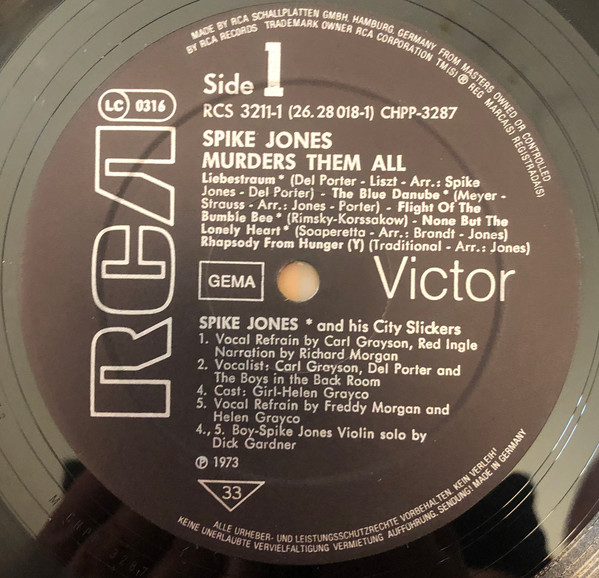 MADE BY RCA SCHALLPLATTEN GMBH, HAMBURG, GERMANY FROM MASTERS OWNED OR CONTROLLED
BY RCA RECORDS TRADEMARK OWNER RCA CORPORATION TM(S) ® REG MARCA(S) REGISTRADA(S)
Side 1
LC 0316
RCS 3211-1 (26.28 018-1) CHPP-3287
SPIKE JONES
MURDERS THEM ALL
Liebestraum * (Del Porter - Liszt - Arr.: Spike
Jones - Del Porter) - The Blue Danube * (Meyer -
Strauss - Arr.: Jones - Porter) - Flight Of The
Bumble Bee * (Rimsky-Korssakow) - None But The
Lonely Heart * (Soaperetta - Arr.: Brandt - Jones)
Rhapsody From Hunger (Y) (Traditional - Arr.: Jones)
RCA
GEMA
Victor
SPIKE JONES * and his City Slickers
1. Vocal Refrain by Carl Grayson, Red Ingle
Narration by Richard Morgan
2. Vocalist: Carl Grayson, Del Porter and
The Boys in the Back Room
4. Cast: Girl-Helen Grayco
5. Vocal Refrain by Freddy Morgan and
Helen Grayco
4., 5. Boy-Spike Jones Violin solo by
Dick Gardner
℗ 1973
33
ALLE URHEBER- UND LEISTUNGSSCHUTZRECHTE VORBEHALTEN. KEIN VERLEIH!
KEINE UNERLAUBTE VERVIELFALTIGUNG, VERMIETUNG AUFFÜHRUNG, SENDUNG! MADE IN GERMANY